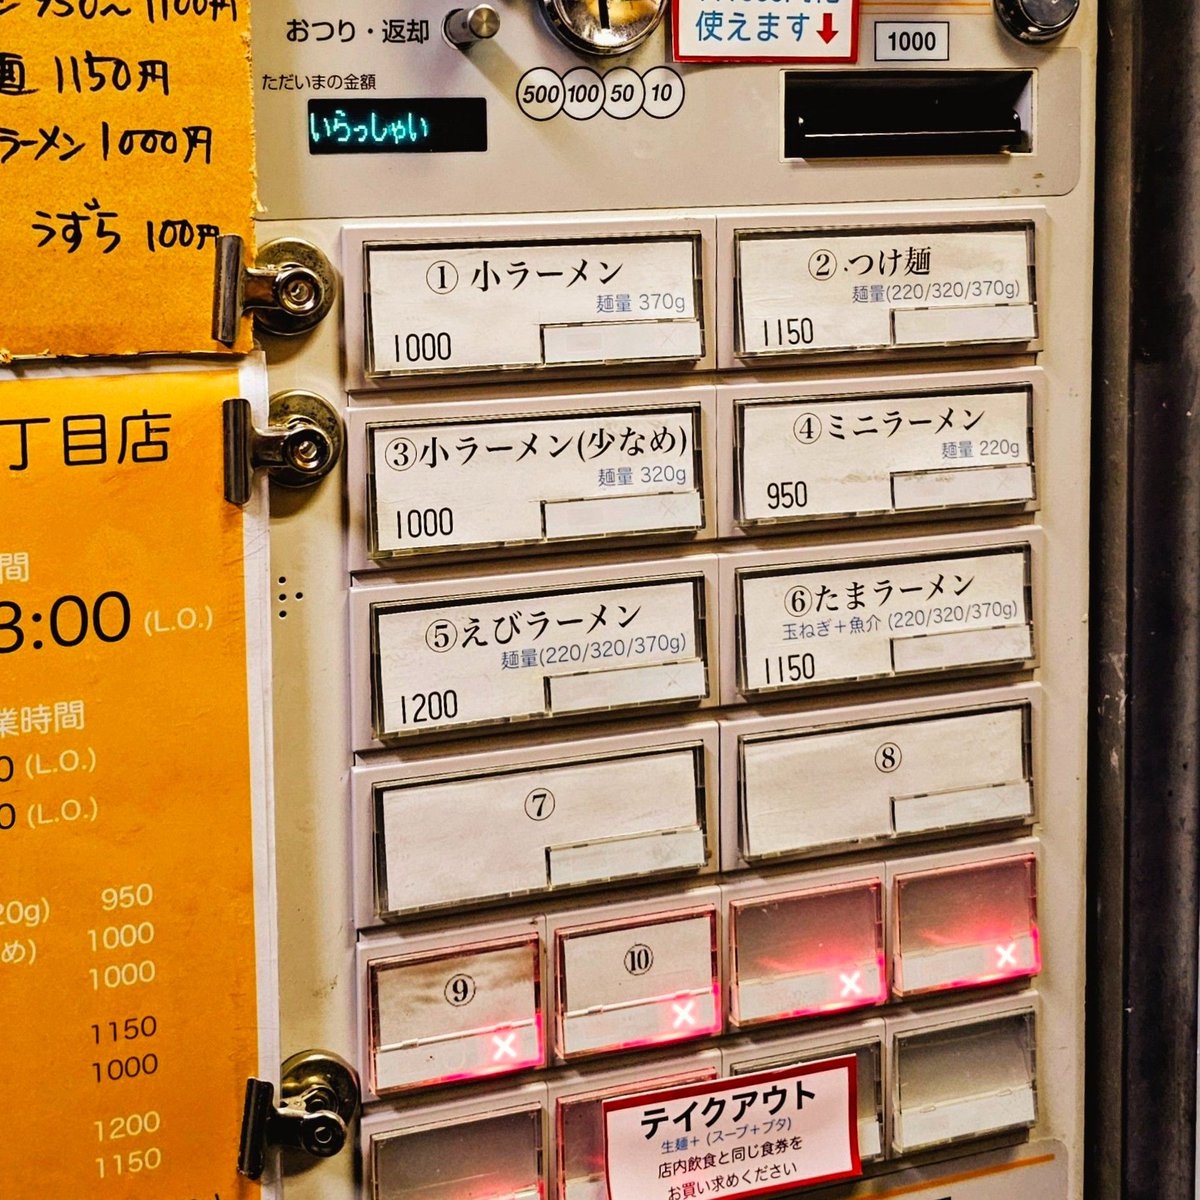 950〜1100円
1150円
ラーメン 1000円
うずら 100円
丁目店
間
3:00 (L.O.)
業時間
0 (L.O.)
0 (L.O.)
20g) 950
め) 1000
1000
1150
1000
1200
1150
おつり・返却
ただいまの金額
いらっしゃい
500 100 50 10
使えます↓
1000
① 小ラーメン
麺量 370g
1000
② つけ麺
麺量(220/320/370g)
1150
③小ラーメン(少なめ)
麺量 320g
1000
④ミニラーメン
麺量 220g
950
⑤えびラーメン
麺量(220/320/370g)
1200
⑥たまラーメン
玉ねぎ＋魚介 (220/320/370g)
1150
⑦
⑧
⑨
×
⑩
×
×
×
テイクアウト
生麺＋(スープ＋ブタ)
店内飲食と同じ食券を
お買い求めください